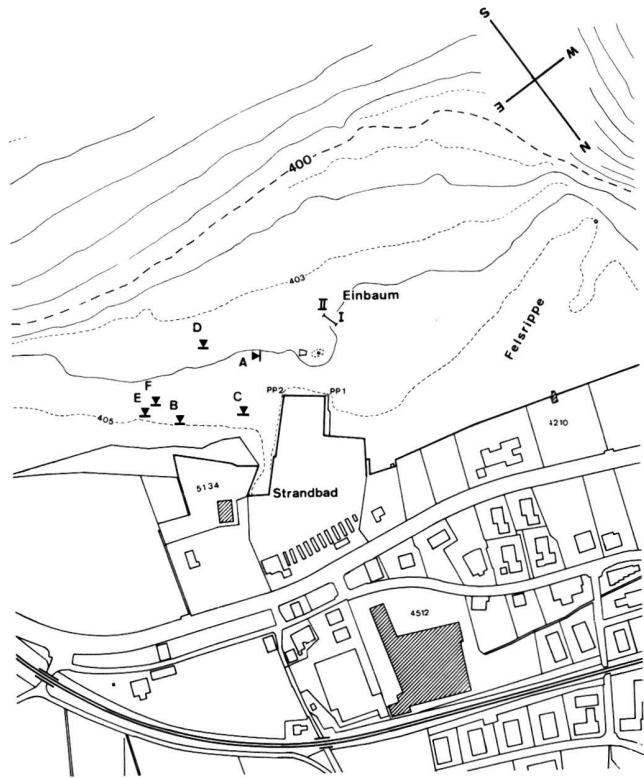 S
W
E
N
400
403
Einbaum
II
I
D
A
Felsrippe
F
E
B
C
PP2
PP1
405
4210
5134
Strandbad
4512